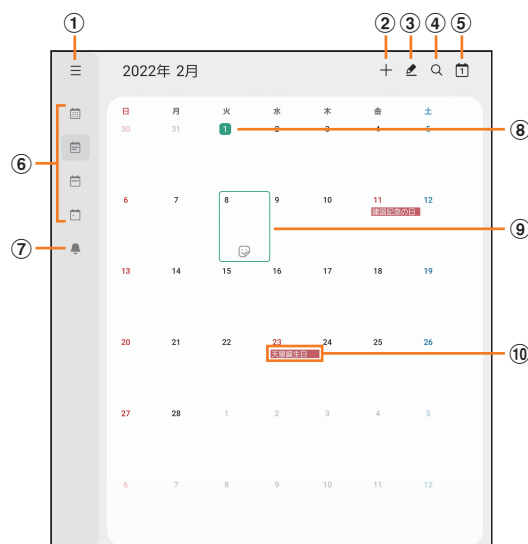 ① ② ③ ④ ⑤
2022年 2月 1
日 月 火 水 木 金 土
30 31 1 2 3 4 5
⑧
⑥
6 7 8 9 10 11 12
建国記念の日
⑨
⑦
13 14 15 16 17 18 19
20 21 22 23 24 25 26
天皇誕生日
⑩
27 28 1 2 3 4 5
6 7 8 9 10 11 12